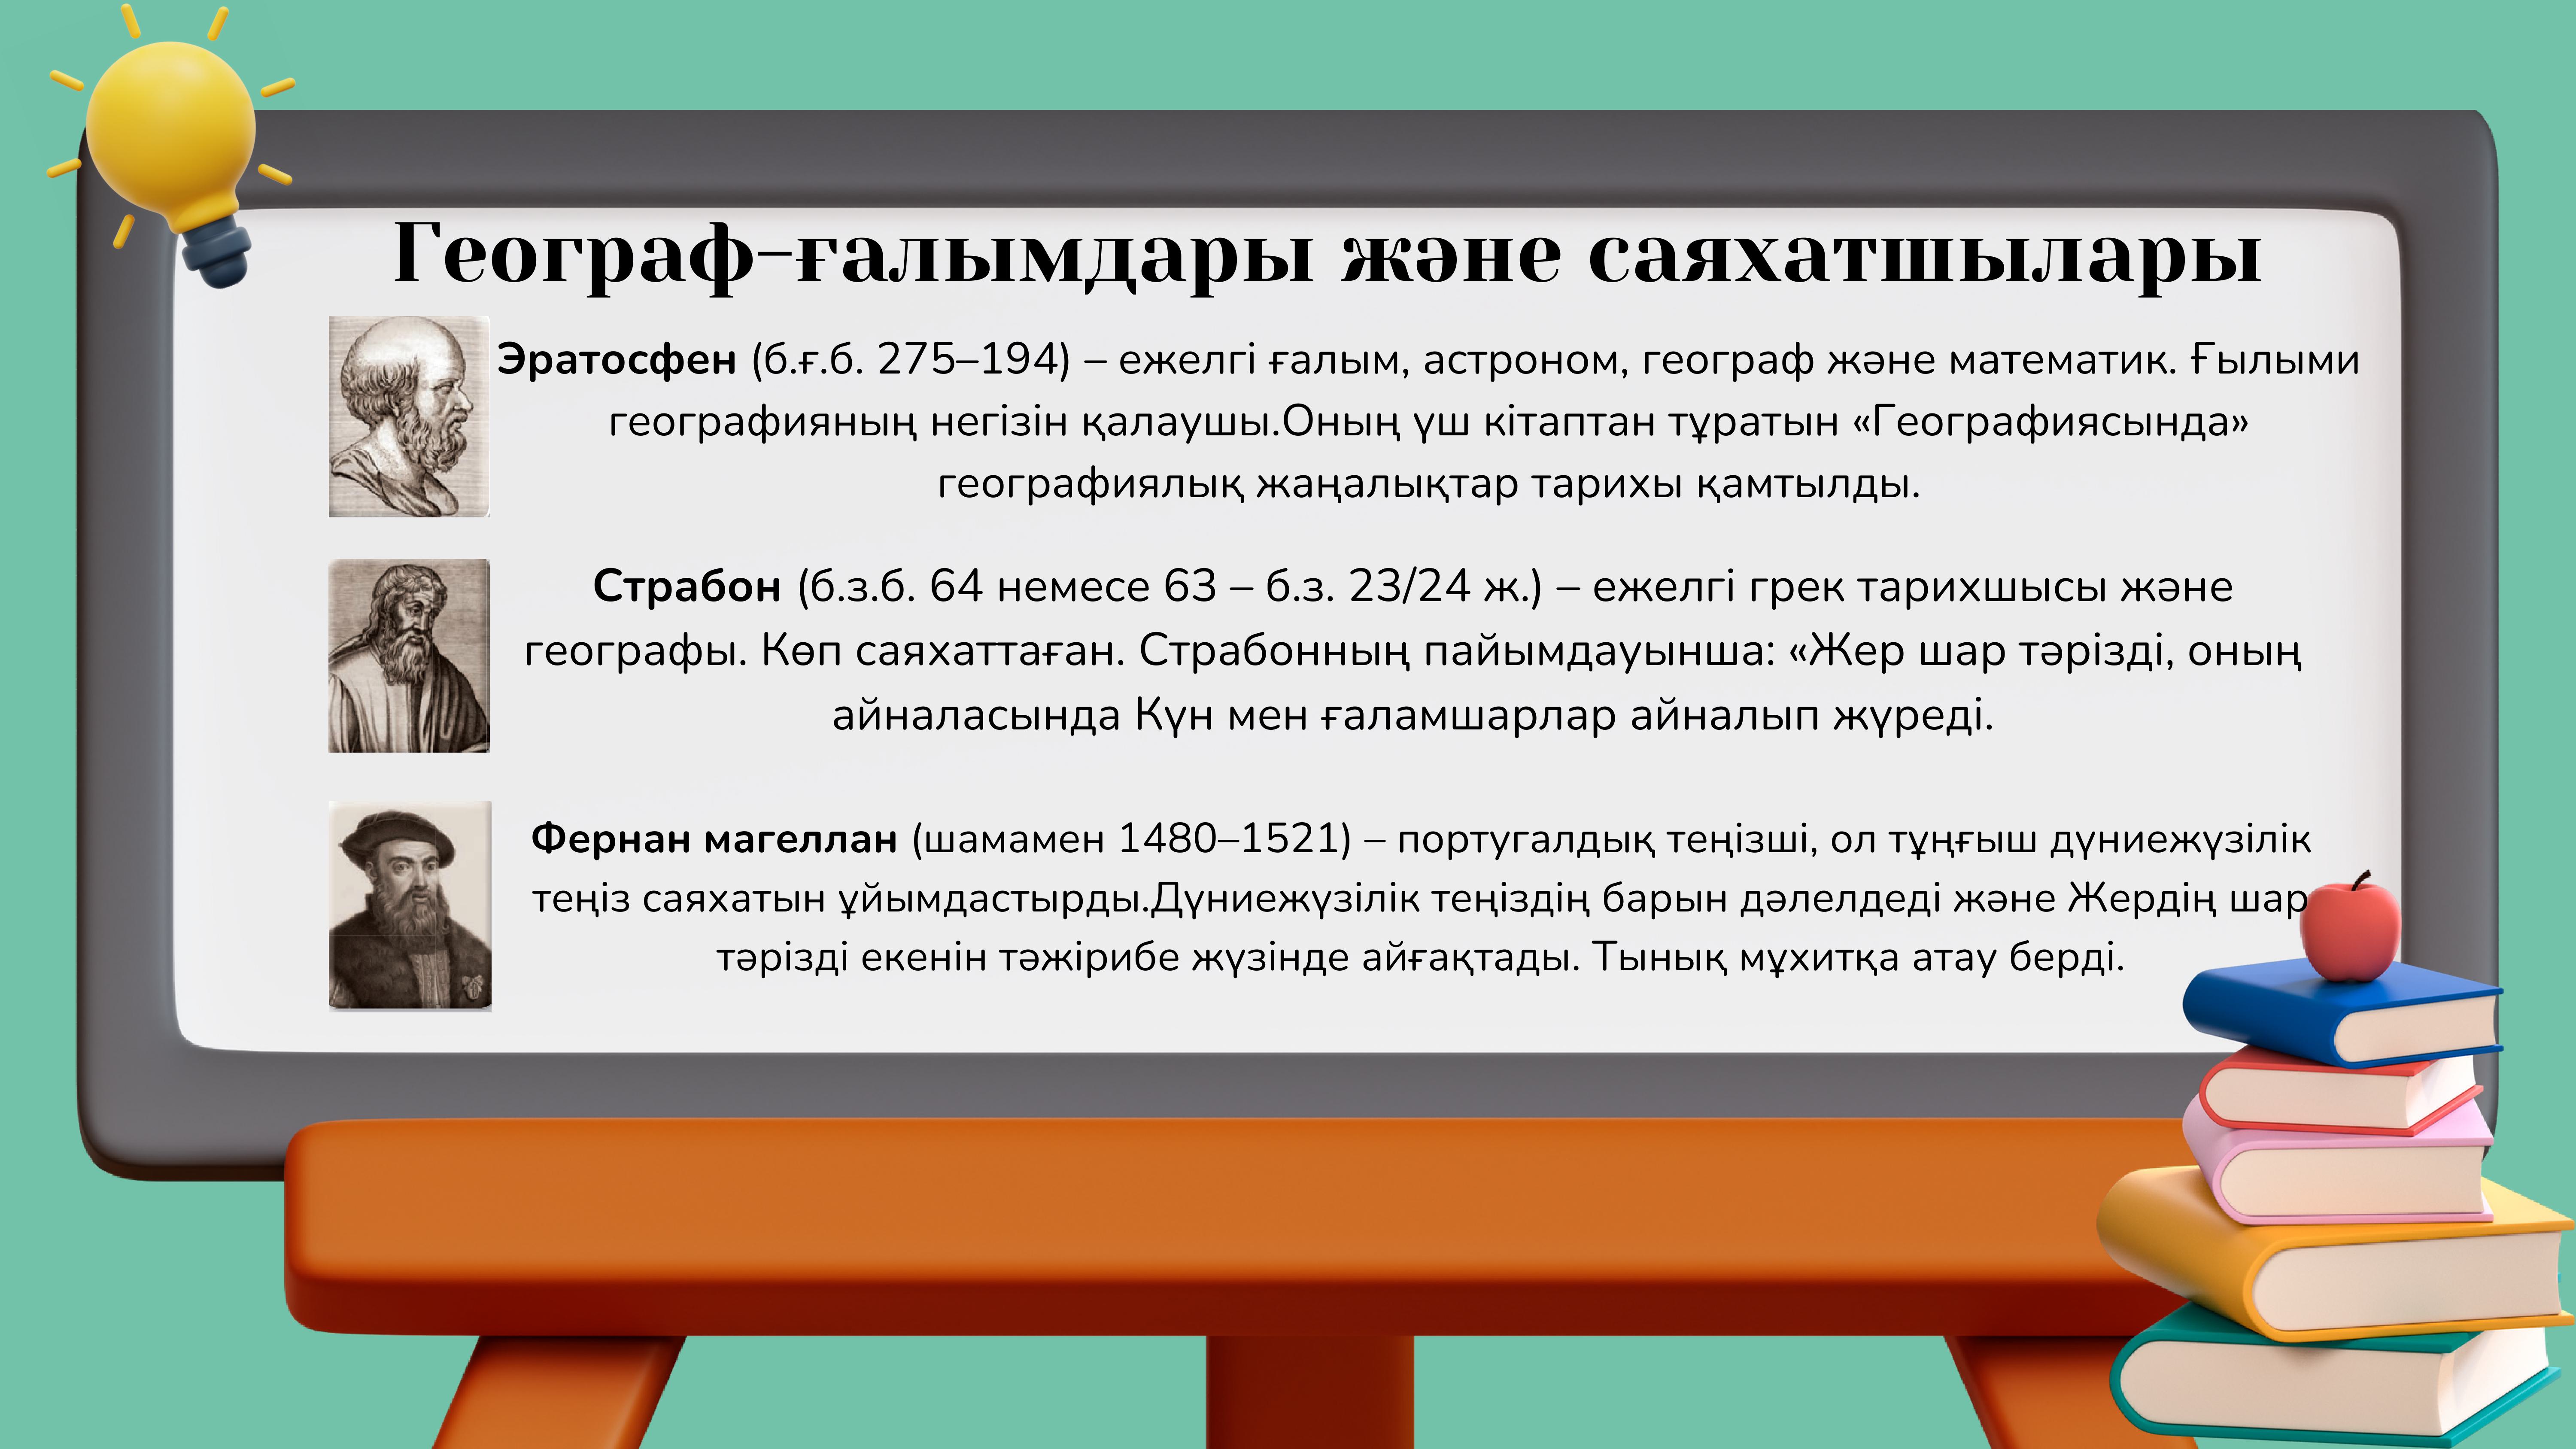 Географ-ғалымдары және саяхатшылары
Эратосфен (б.ғ.б. 275–194) – ежелгі ғалым, астроном, географ және математик. Ғылыми
географияның негізін қалаушы.Оның үш кітаптан тұратын «Географиясында»
географиялық жаңалықтар тарихы қамтылды.
Страбон (б.з.б. 64 немесе 63 – б.з. 23/24 ж.) – ежелгі грек тарихшысы және
географы. Көп саяхаттаған. Страбонның пайымдауынша: «Жер шар тәрізді, оның
айналасында Күн мен ғаламшарлар айналып жүреді.
Фернан магеллан (шамамен 1480–1521) – португалдық теңізші, ол тұңғыш дүниежүзілік
теңіз саяхатын ұйымдастырды.Дүниежүзілік теңіздің барын дәлелдеді және Жердің шар
тәрізді екенін тәжірибе жүзінде айғақтады. Тынық мұхитқа атау берді.